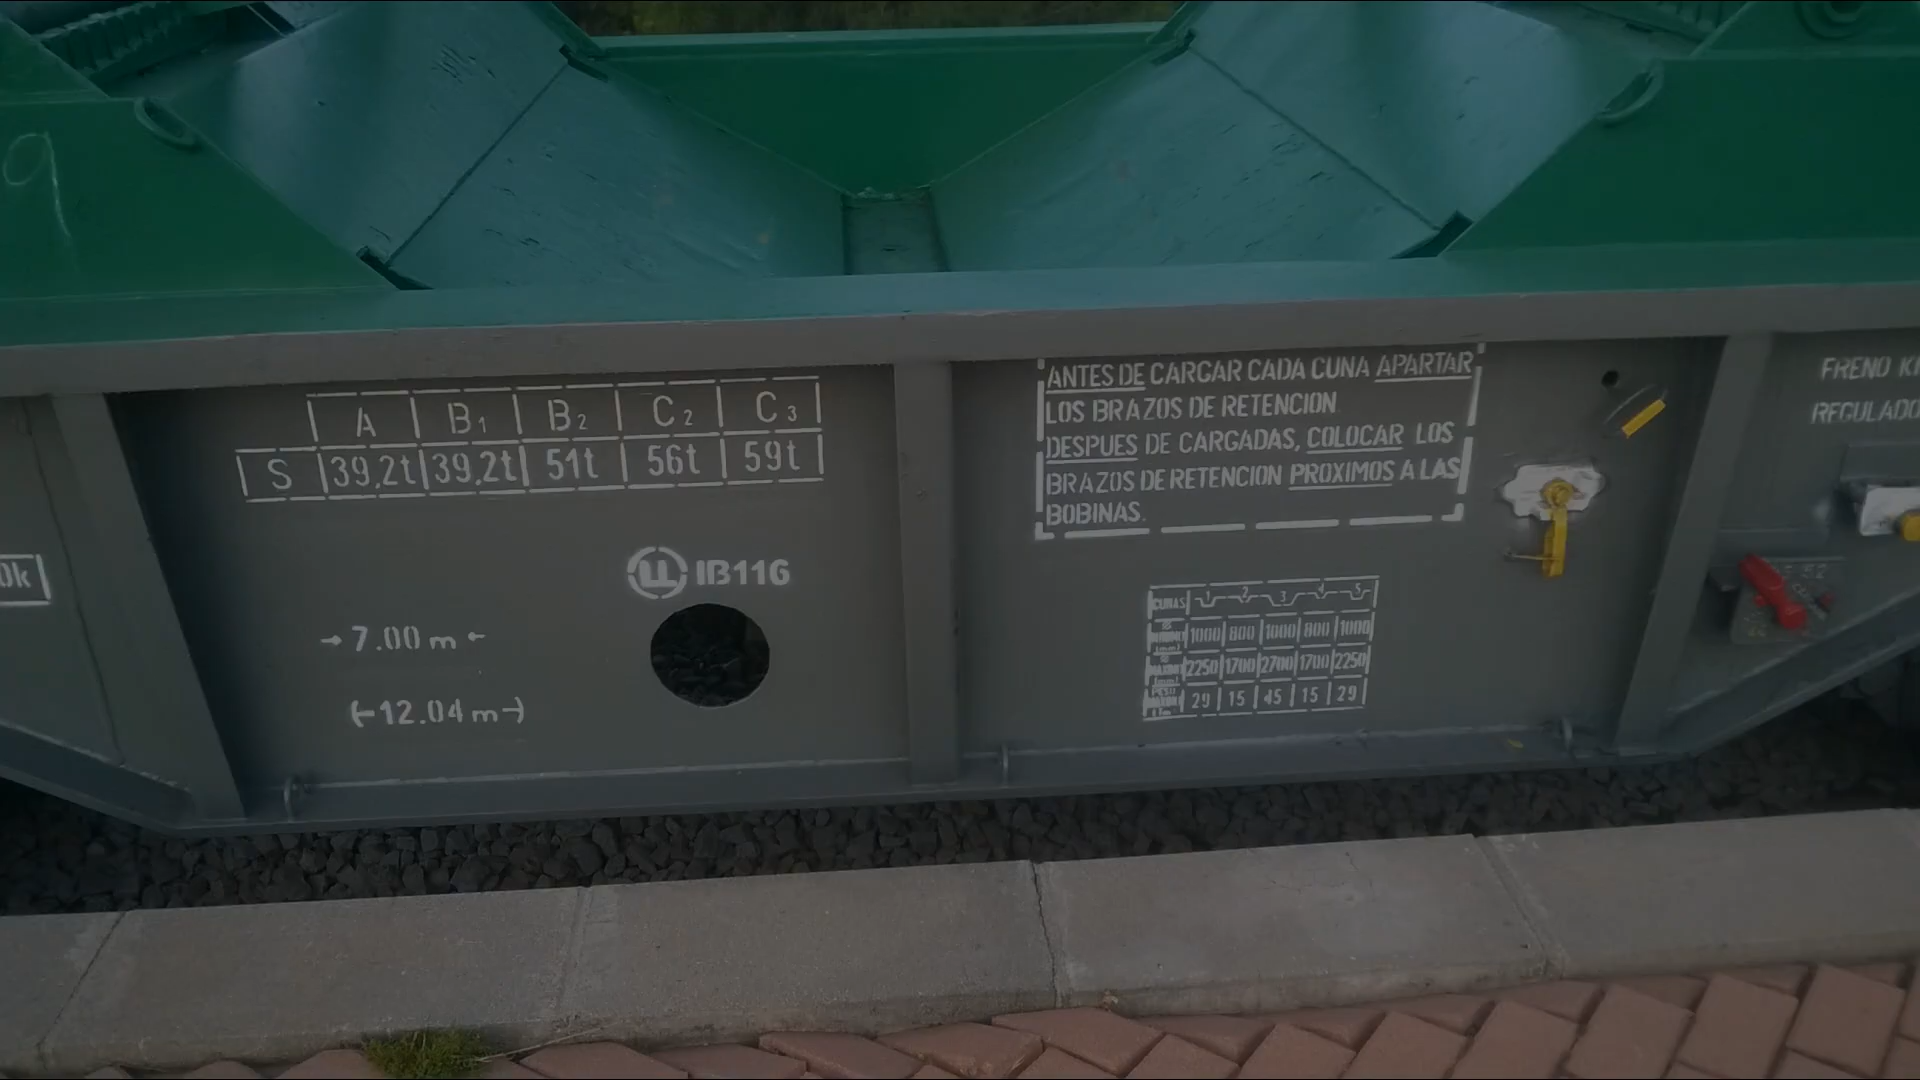 9
A B1 B2 C2 C3
S 39,2t 39,2t 51t 56t 59t
ANTES DE CARGAR CADA CUNA APARTAR
LOS BRAZOS DE RETENCION.
DESPUES DE CARGADAS, COLOCAR LOS
BRAZOS DE RETENCION PROXIMOS A LAS
BOBINAS.
IB116
7.00 m
(12.04 m)
CUNAS 1 2 3 4 5
1000 800 1000 800 1000
2250 1700 2700 1700 2250
29 15 45 15 29
FRENO